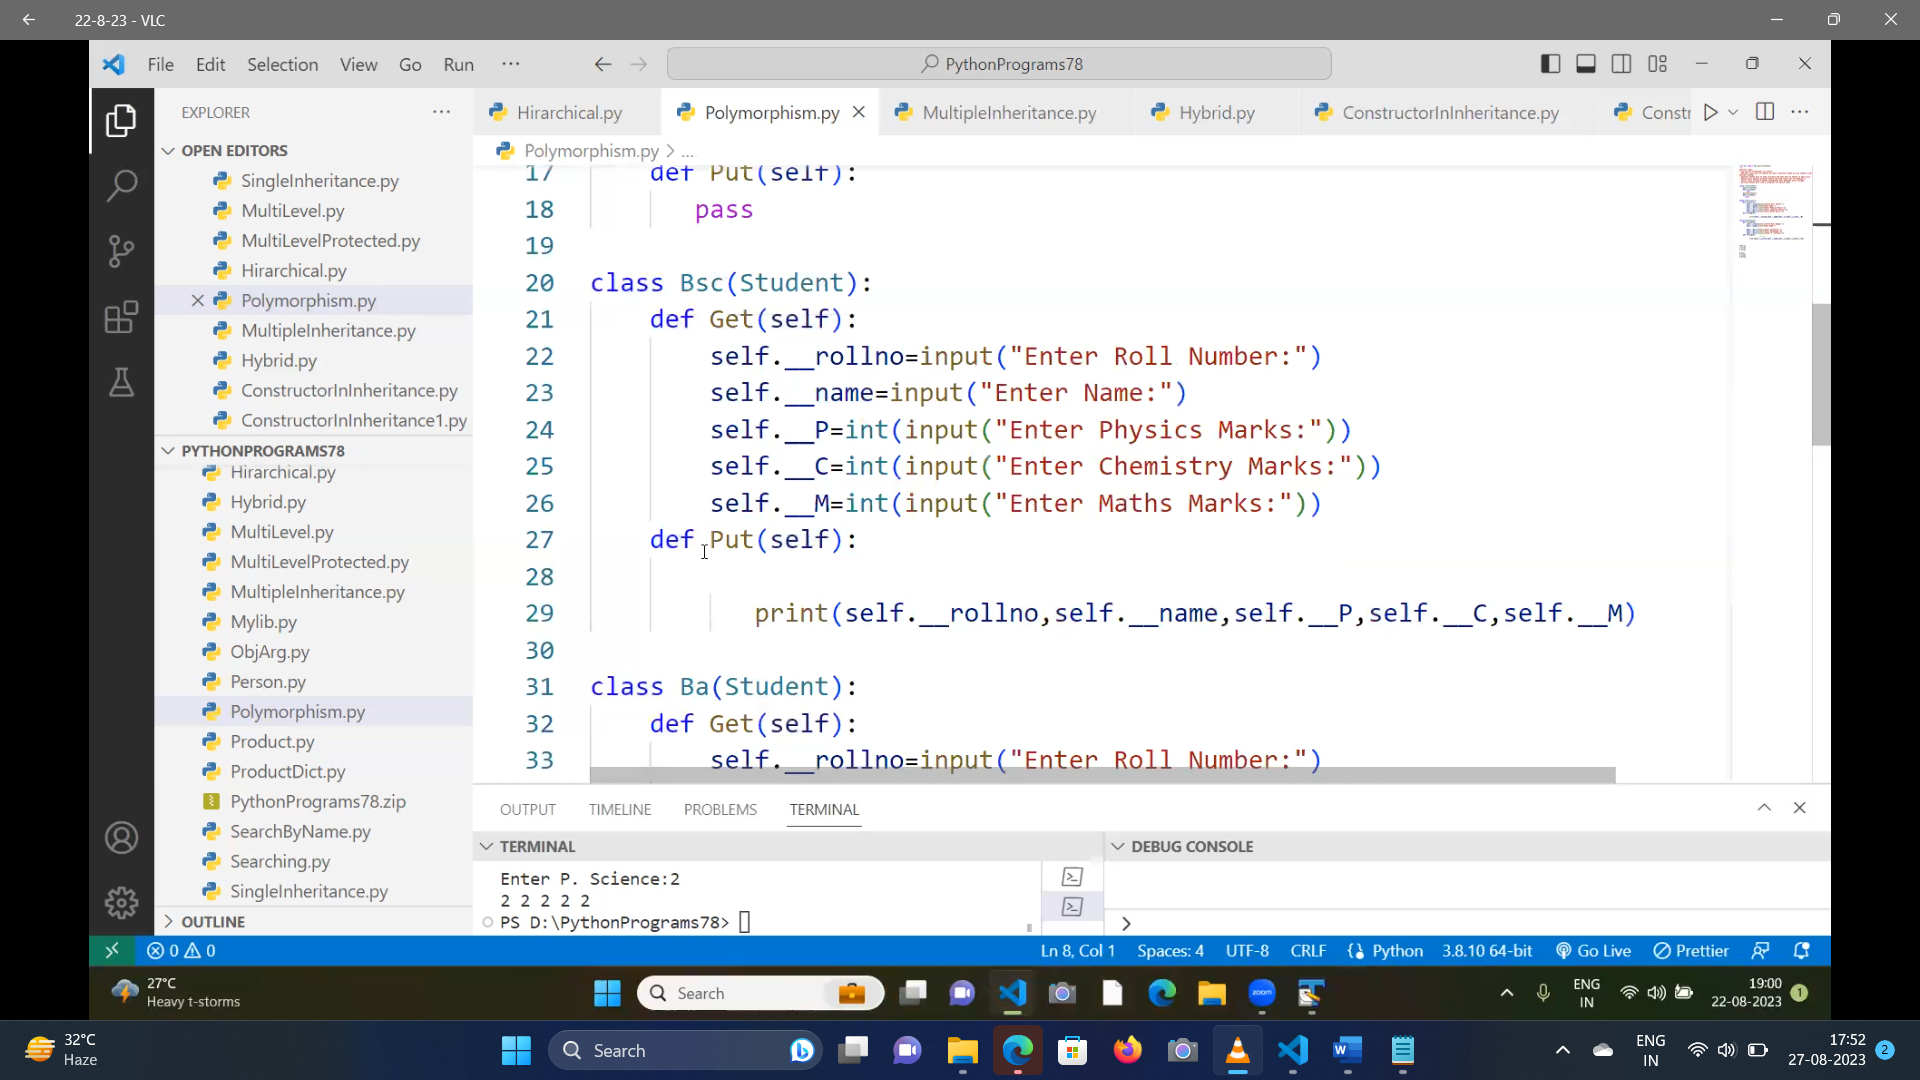 22-8-23 - VLC
File Edit Selection View Go Run ··· PythonPrograms78
EXPLORER ···
Hirarchical.py Polymorphism.py MultipleInheritance.py Hybrid.py ConstructorInInheritance.py Constr ···
Polymorphism.py > ...
OPEN EDITORS
SingleInheritance.py
MultiLevel.py
MultiLevelProtected.py
Hirarchical.py
Polymorphism.py
MultipleInheritance.py
Hybrid.py
ConstructorInInheritance.py
ConstructorInInheritance1.py
PYTHONPROGRAMS78
Hirarchical.py
Hybrid.py
MultiLevel.py
MultiLevelProtected.py
MultipleInheritance.py
Mylib.py
ObjArg.py
Person.py
Polymorphism.py
Product.py
ProductDict.py
PythonPrograms78.zip
SearchByName.py
Searching.py
SingleInheritance.py
OUTLINE
17 def Put(self):
18 pass
19
20 class Bsc(Student):
21 def Get(self):
22 self.__rollno=input("Enter Roll Number:")
23 self.__name=input("Enter Name:")
24 self.__P=int(input("Enter Physics Marks:"))
25 self.__C=int(input("Enter Chemistry Marks:"))
26 self.__M=int(input("Enter Maths Marks:"))
27 def Put(self):
28
29 print(self.__rollno,self.__name,self.__P,self.__C,self.__M)
30
31 class Ba(Student):
32 def Get(self):
33 self.__rollno=input("Enter Roll Number:")
OUTPUT TIMELINE PROBLEMS TERMINAL
TERMINAL
Enter P. Science:2
2 2 2 2 2
PS D:\PythonPrograms78>
DEBUG CONSOLE
>
0 0 Ln 8, Col 1 Spaces: 4 UTF-8 CRLF Python 3.8.10 64-bit Go Live Prettier
27°C
Heavy t-storms
Search
zoom
ENG
IN
19:00
22-08-2023
1
32°C
Haze
Search
ENG
IN
17:52
27-08-2023
2